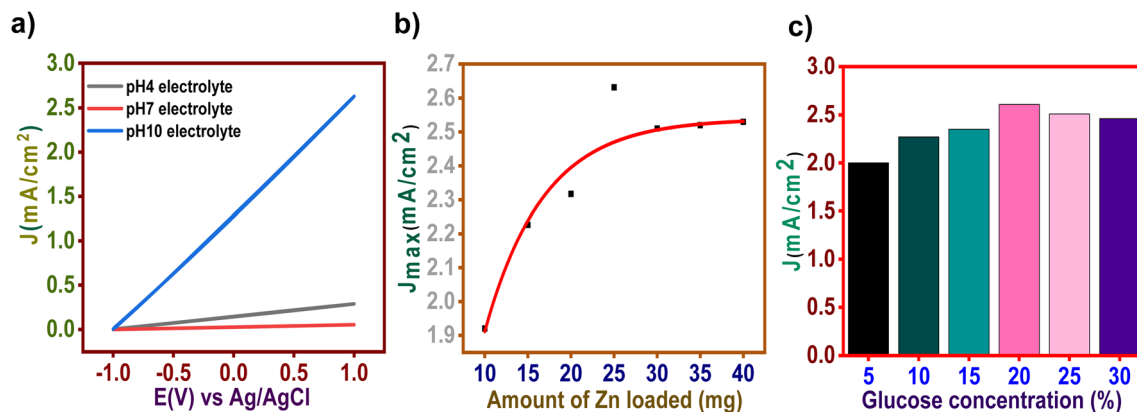 a)
J(mA/cm²)
3.0
2.5
2.0
1.5
1.0
0.5
0.0
pH4 electrolyte
pH7 electrolyte
pH10 electrolyte
-1.0 -0.5 0.0 0.5 1.0
E(V) vs Ag/AgCl
b)
Jmax(mA/cm²)
2.7
2.6
2.5
2.4
2.3
2.2
2.1
2.0
1.9
10 15 20 25 30 35 40
Amount of Zn loaded (mg)
c)
J(mA/cm²)
3.0
2.5
2.0
1.5
1.0
0.5
0.0
5 10 15 20 25 30
Glucose concentration (%)